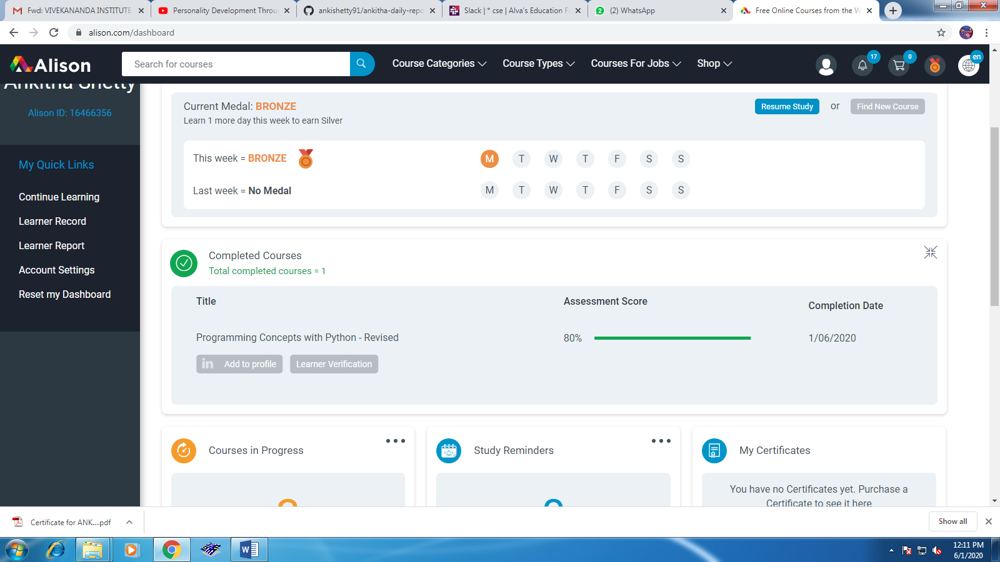 Fwd: VIVEKANANDA INSTITUTE
Personality Development Throu
ankishetty91/ankitha-daily-repo
Slack | * cse | Alva's Education F
2 (2) WhatsApp
Free Online Courses from the W
alison.com/dashboard
Alison
Search for courses
Course Categories
Course Types
Courses For Jobs
Shop
17
0
en
Ankitha Shetty
Alison ID: 16466356
My Quick Links
Continue Learning
Learner Record
Learner Report
Account Settings
Reset my Dashboard
Current Medal: BRONZE
Learn 1 more day this week to earn Silver
Resume Study or Find New Course
This week = BRONZE M T W T F S S
Last week = No Medal M T W T F S S
Completed Courses
Total completed courses = 1
Title Assessment Score Completion Date
Programming Concepts with Python - Revised 80% 1/06/2020
in Add to profile Learner Verification
Courses in Progress
Study Reminders
My Certificates
You have no Certificates yet. Purchase a
Certificate to see it here
Certificate for ANK....pdf
Show all
12:11 PM
6/1/2020